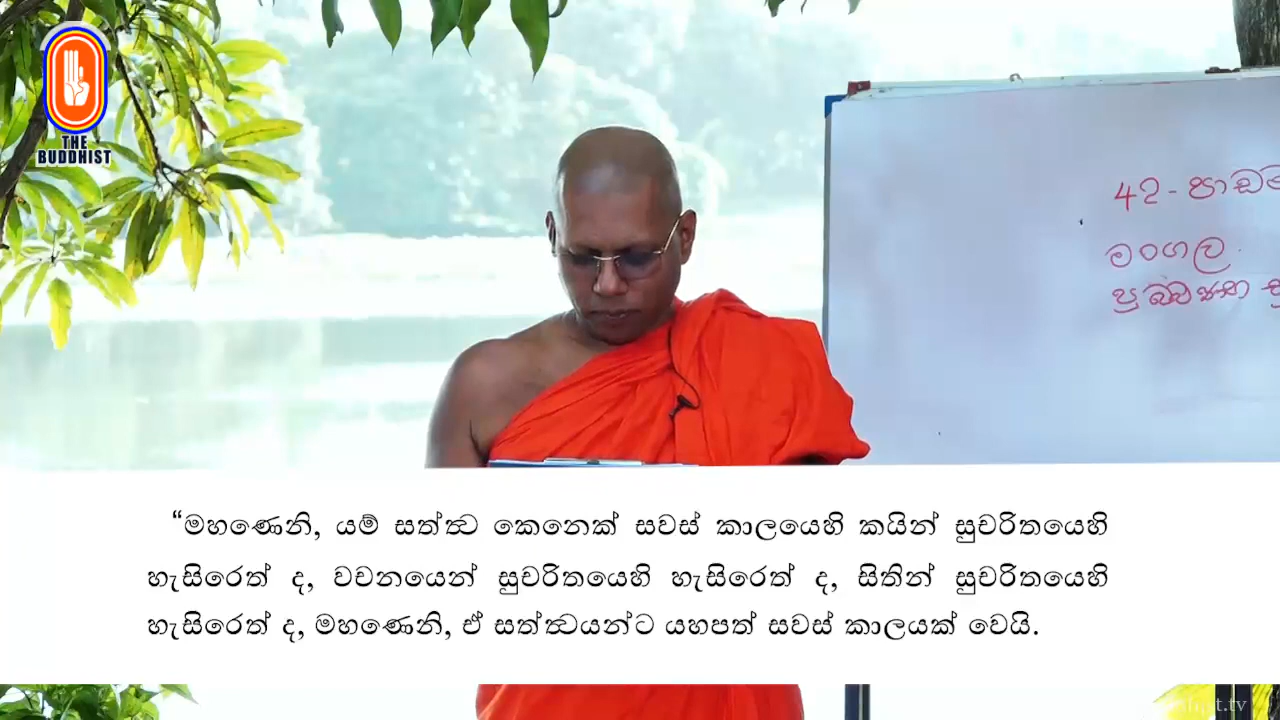 THE
BUDDHIST
42 - පාඩම
මංගල
පුබ්බණ්හ
“මහණෙනි, යම් සත්ත්ව කෙනෙක් සවස් කාලයෙහි කයින් සුචරිතයෙහි
හැසිරෙත් ද, වචනයෙන් සුචරිතයෙහි හැසිරෙත් ද, සිතින් සුචරිතයෙහි
හැසිරෙත් ද, මහණෙනි, ඒ සත්ත්වයන්ට යහපත් සවස් කාලයක් වෙයි.